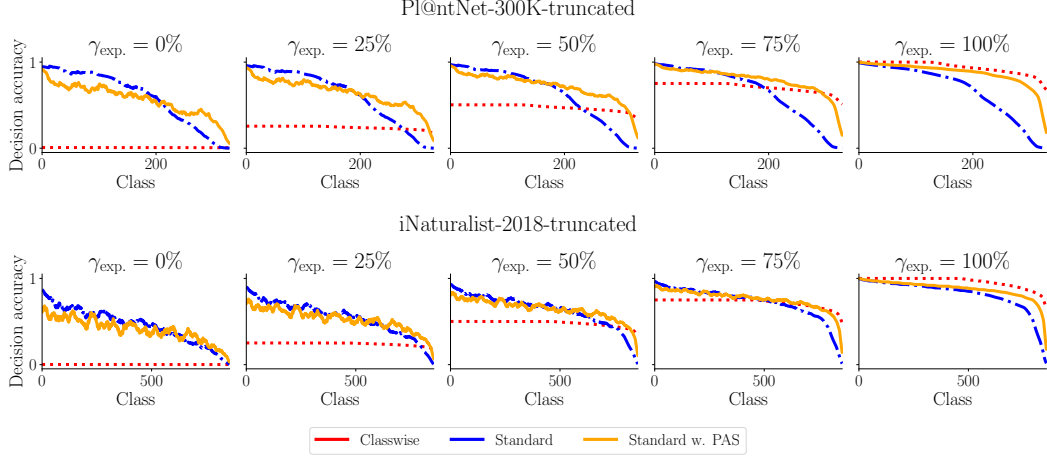 Pl@ntNet-300K-truncated
γexp. = 0% γexp. = 25% γexp. = 50% γexp. = 75% γexp. = 100%
Decision accuracy
1
0
0 200 0 200 0 200 0 200 0 200
Class Class Class Class Class
iNaturalist-2018-truncated
γexp. = 0% γexp. = 25% γexp. = 50% γexp. = 75% γexp. = 100%
Decision accuracy
1
0
0 500 0 500 0 500 0 500 0 500
Class Class Class Class Class
Classwise Standard Standard w. PAS